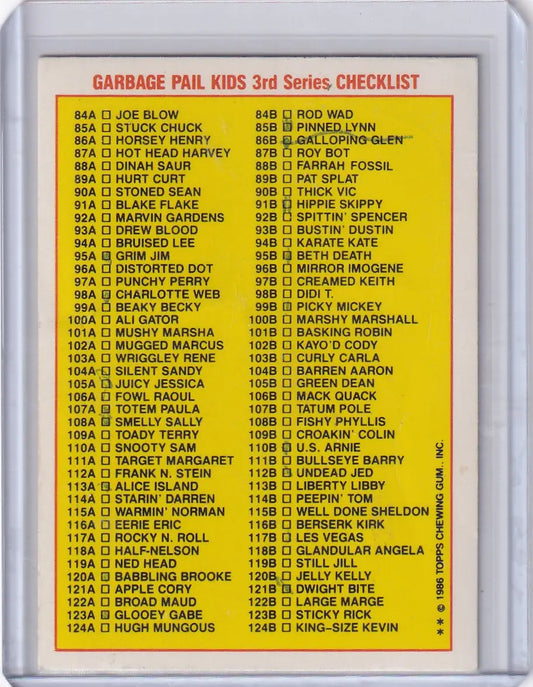 GARBAGE PAIL KIDS 3rd Series CHECKLIST
84A JOE BLOW
85A STUCK CHUCK
86A HORSEY HENRY
87A HOT HEAD HARVEY
88A DINAH SAUR
89A HURT CURT
90A STONED SEAN
91A BLAKE FLAKE
92A MARVIN GARDENS
93A DREW BLOOD
94A BRUISED LEE
95A GRIM JIM
96A DISTORTED DOT
97A PUNCHY PERRY
98A CHARLOTTE WEB
99A BEAKY BECKY
100A ALI GATOR
101A MUSHY MARSHA
102A MUGGED MARCUS
103A WRIGGLEY RENE
104A SILENT SANDY
105A JUICY JESSICA
106A FOWL RAOUL
107A TOTEM PAULA
108A SMELLY SALLY
109A TOADY TERRY
110A SNOOTY SAM
111A TARGET MARGARET
112A FRANK N. STEIN
113A ALICE ISLAND
114A STARIN' DARREN
115A WARMIN' NORMAN
116A EERIE ERIC
117A ROCKY N. ROLL
118A HALF-NELSON
119A NED HEAD
120A BABBLING BROOKE
121A APPLE CORY
122A BROAD MAUD
123A GLOOEY GABE
124A HUGH MUNGOUS
84B ROD WAD
85B PINNED LYNN
86B GALLOPING GLEN
87B ROY BOT
88B FARRAH FOSSIL
89B PAT SPLAT
90B THICK VIC
91B HIPPIE SKIPPY
92B SPITTIN' SPENCER
93B BUSTIN' DUSTIN
94B KARATE KATE
95B BETH DEATH
96B MIRROR IMOGENE
97B CREAMED KEITH
98B DIDI T.
99B PICKY MICKEY
100B MARSHY MARSHALL
101B BASKING ROBIN
102B KAYO'D CODY
103B CURLY CARLA
104B BARREN AARON
105B GREEN DEAN
106B MACK QUACK
107B TATUM POLE
108B FISHY PHYLLIS
109B CROAKIN' COLIN
110B U.S. ARNIE
111B BULLSEYE BARRY
112B UNDEAD JED
113B LIBERTY LIBBY
114B PEEPIN' TOM
115B WELL DONE SHELDON
116B BERSERK KIRK
117B LES VEGAS
118B GLANDULAR ANGELA
119B STILL JILL
120B JELLY KELLY
121B DWIGHT BITE
122B LARGE MARGE
123B STICKY RICK
124B KING-SIZE KEVIN
** © 1986 TOPPS CHEWING GUM., INC.